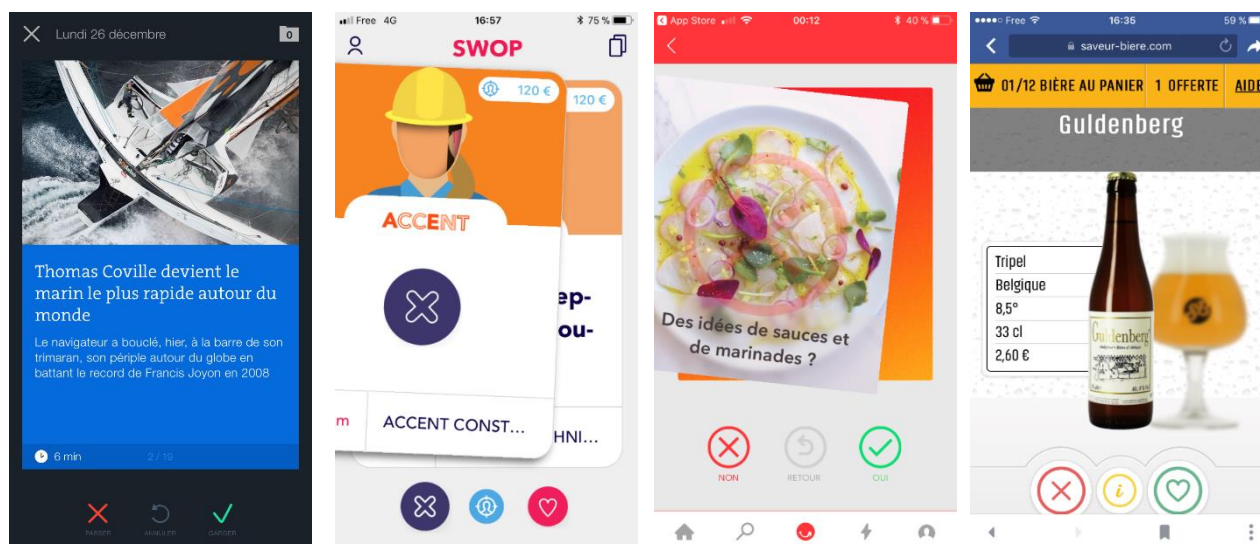 Lundi 26 décembre
0
Thomas Coville devient le
marin le plus rapide autour du
monde
Le navigateur a bouclé, hier, à la barre de son
trimaran, son périple autour du globe en
battant le record de Francis Joyon en 2008
6 min
2 / 19
PASSER
ANNULER
GARDER
Free 4G
16:57
75 %
SWOP
120 €
120 €
ACCENT
ep-
ou-
m
ACCENT CONST...
HNI...
App Store
00:12
40 %
Des idées de sauces et
de marinades ?
NON
RETOUR
OUI
Free
16:35
59 %
saveur-biere.com
01/12 BIÈRE AU PANIER
1 OFFERTE
AIDE
Guldenberg
Tripel
Belgique
8,5°
33 cl
2,60 €
Guldenberg
i